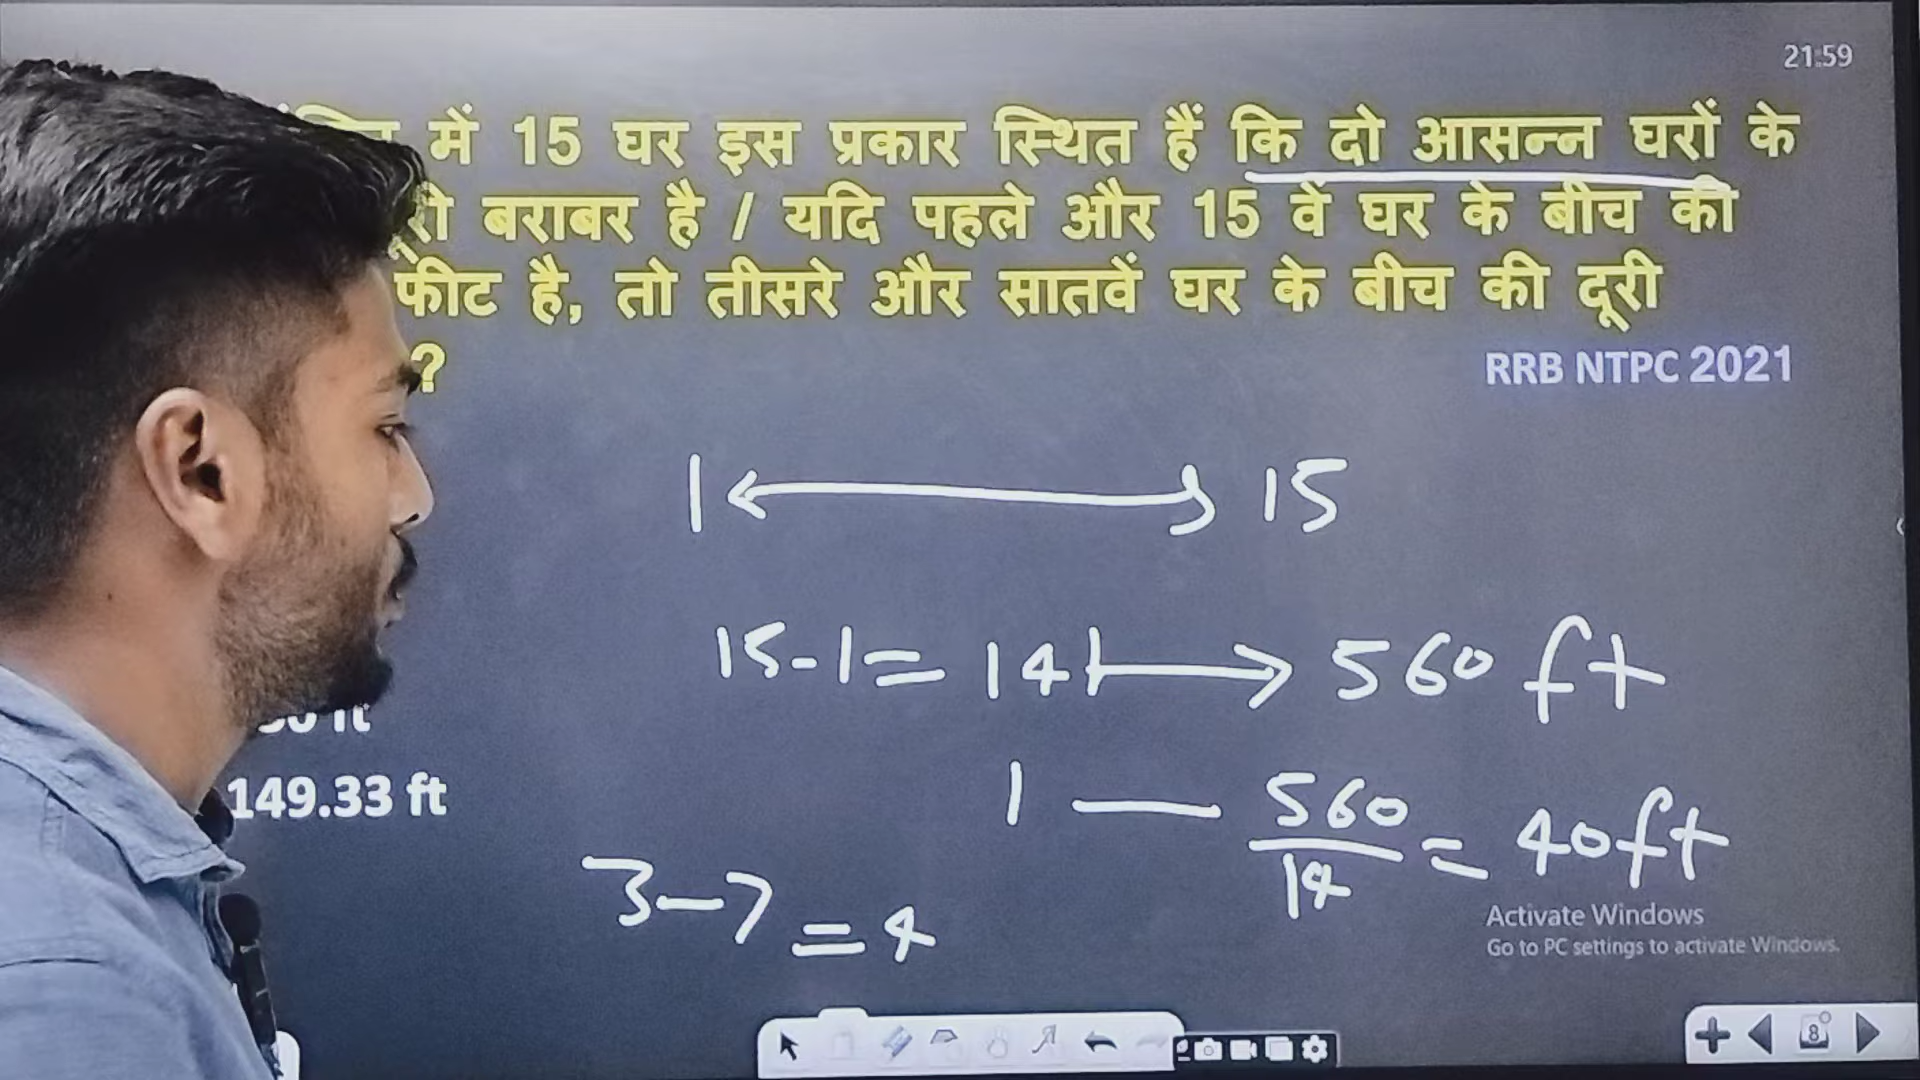 21:59
में 15 घर इस प्रकार स्थित हैं कि दो आसन्न घरों के
बराबर है / यदि पहले और 15 वे घर के बीच की
फीट है, तो तीसरे और सातवें घर के बीच की दूरी
?
RRB NTPC 2021
1 15
15-1= 14 560 ft
ft
1 — 560/14 = 40ft
149.33 ft
3-7 = 4
Activate Windows
Go to PC settings to activate Windows.
8